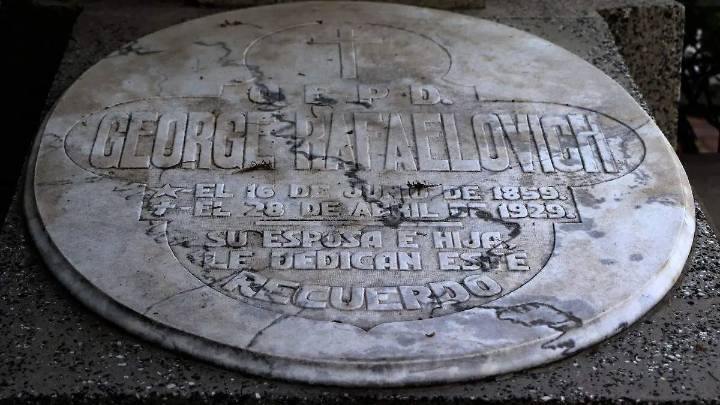 Q. E. P. D.
GEORGE RAFAELOVICH
EL 16 DE DE 1859.
EL 28 DE ABRIL DE 1929.
SU ESPOSA E HIJA,
LE DEDICAN ESTE
RECUERDO